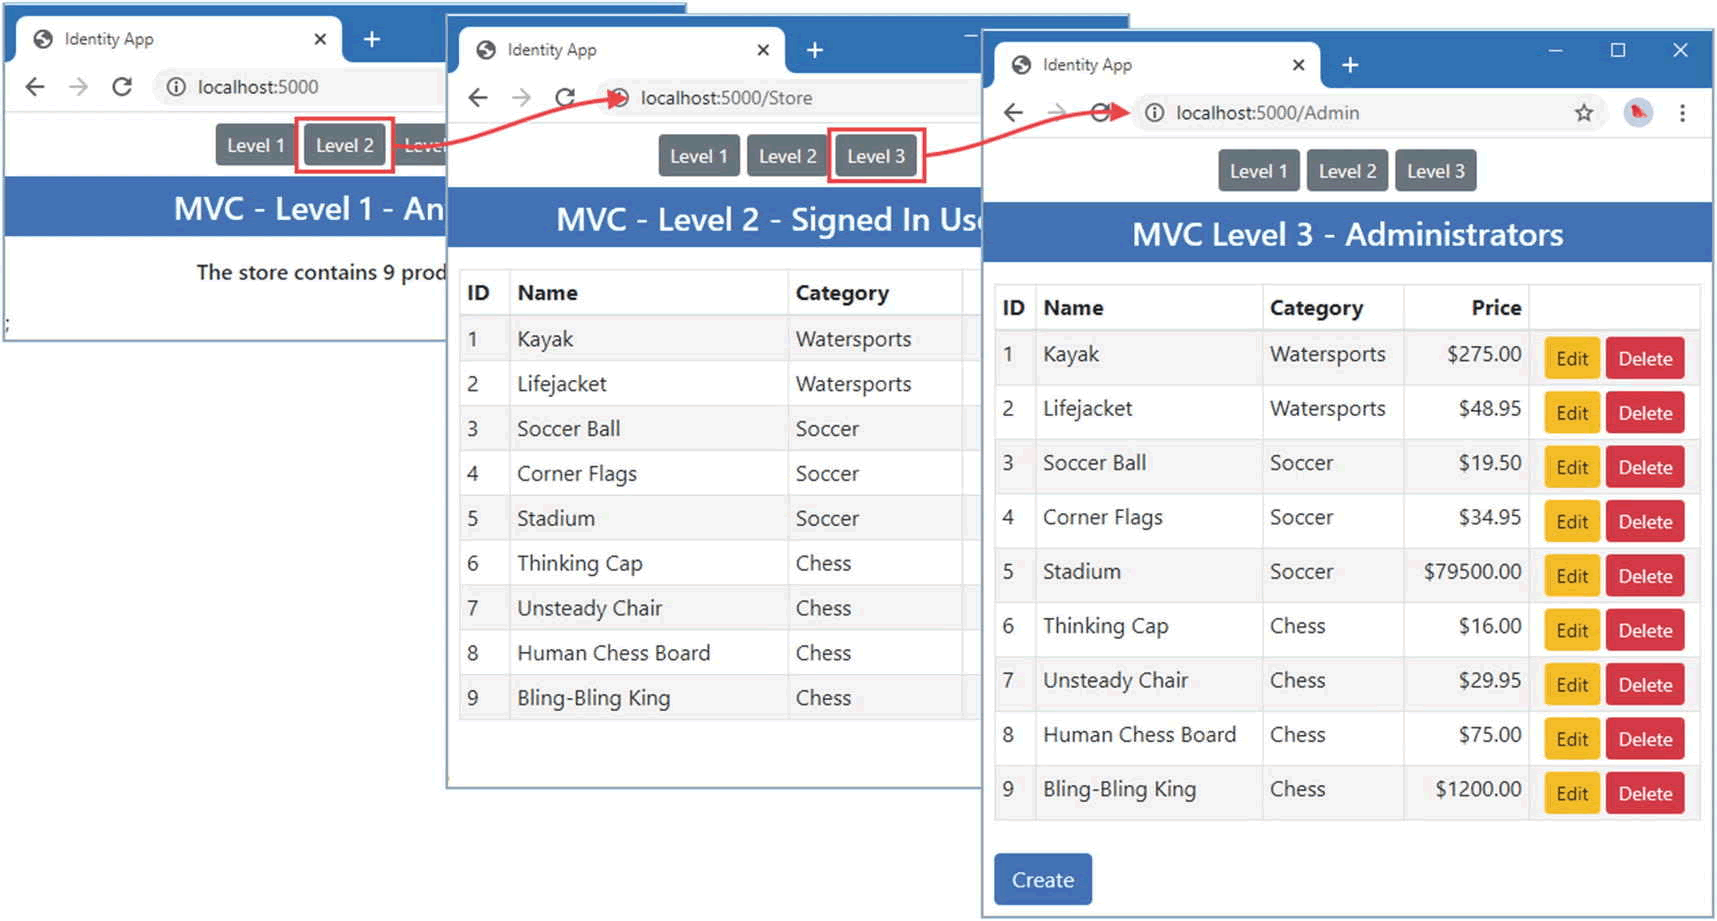 Identity App
localhost:5000
Level 1 Level 2
MVC - Level 1 - An
The store contains 9 prod
;
Identity App
localhost:5000/Store
Level 1 Level 2 Level 3
MVC - Level 2 - Signed In
ID Name Category
1 Kayak Watersports
2 Lifejacket Watersports
3 Soccer Ball Soccer
4 Corner Flags Soccer
5 Stadium Soccer
6 Thinking Cap Chess
7 Unsteady Chair Chess
8 Human Chess Board Chess
9 Bling-Bling King Chess
Identity App
localhost:5000/Admin
Level 1 Level 2 Level 3
MVC Level 3 - Administrators
ID Name Category Price
1 Kayak Watersports $275.00 Edit Delete
2 Lifejacket Watersports $48.95 Edit Delete
3 Soccer Ball Soccer $19.50 Edit Delete
4 Corner Flags Soccer $34.95 Edit Delete
5 Stadium Soccer $79500.00 Edit Delete
6 Thinking Cap Chess $16.00 Edit Delete
7 Unsteady Chair Chess $29.95 Edit Delete
8 Human Chess Board Chess $75.00 Edit Delete
9 Bling-Bling King Chess $1200.00 Edit Delete
Create